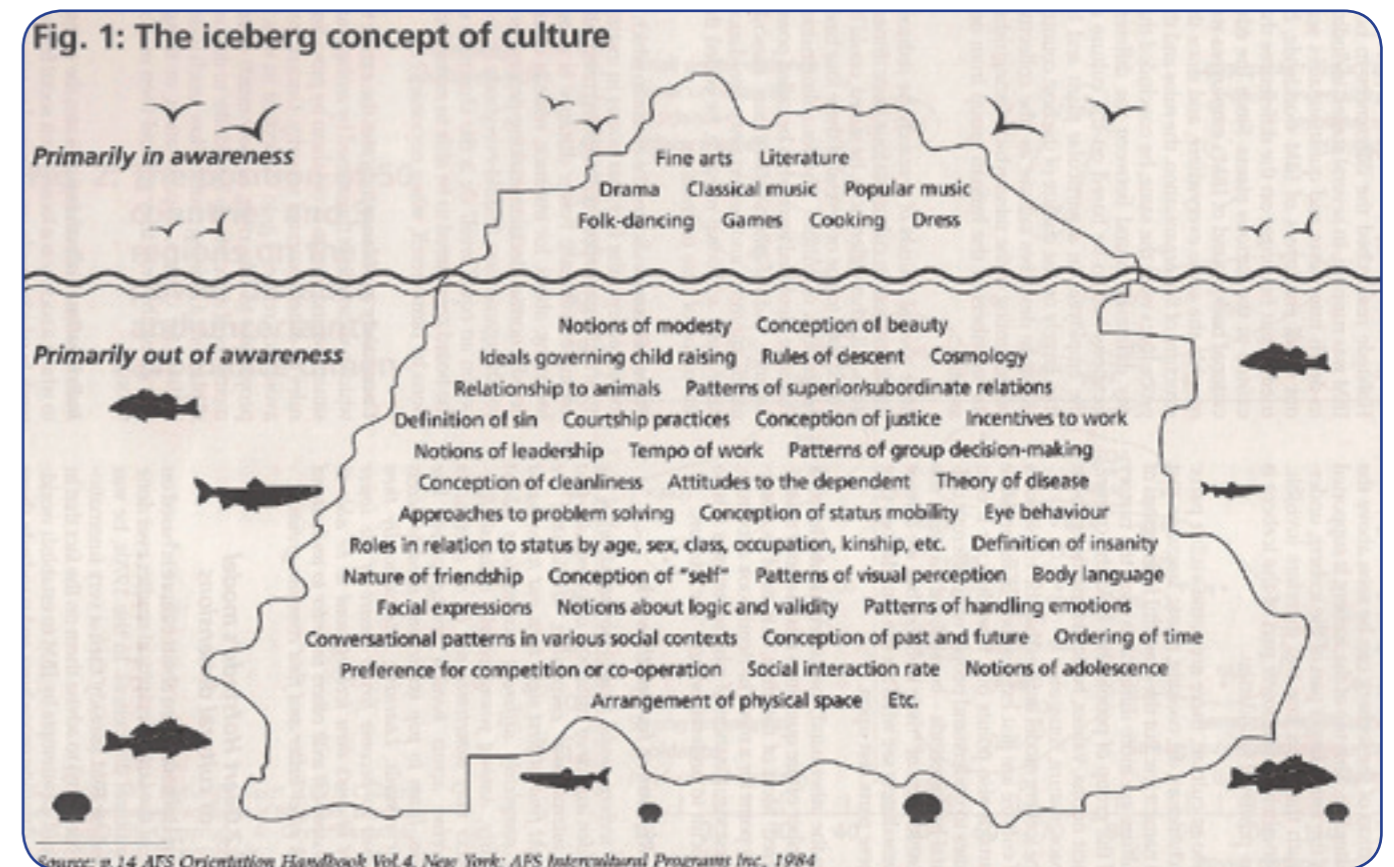 Fig. 1: The iceberg concept of culture
Primarily in awareness
Fine arts Literature
Drama Classical music Popular music
Folk-dancing Games Cooking Dress
Primarily out of awareness
Notions of modesty Conception of beauty
Ideals governing child raising Rules of descent Cosmology
Relationship to animals Patterns of superior/subordinate relations
Definition of sin Courtship practices Conception of justice Incentives to work
Notions of leadership Tempo of work Patterns of group decision-making
Conception of cleanliness Attitudes to the dependent Theory of disease
Approaches to problem solving Conception of status mobility Eye behaviour
Roles in relation to status by age, sex, class, occupation, kinship, etc. Definition of insanity
Nature of friendship Conception of "self" Patterns of visual perception Body language
Facial expressions Notions about logic and validity Patterns of handling emotions
Conversational patterns in various social contexts Conception of past and future Ordering of time
Preference for competition or co-operation Social interaction rate Notions of adolescence
Arrangement of physical space Etc.
Source: p.14 AFS Orientation Handbook Vol.4, New York: AFS Intercultural Programs Inc., 1984